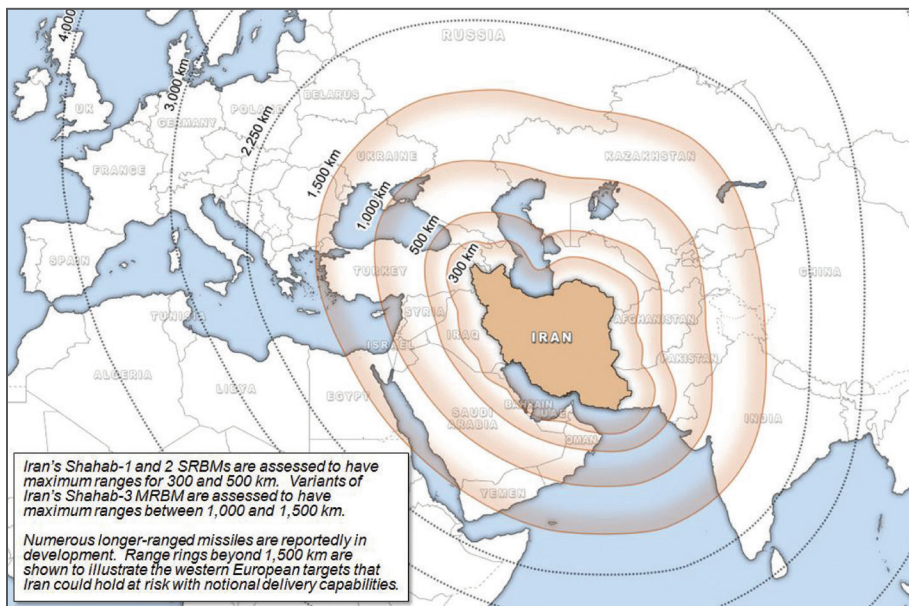 RUSSIA
4,000
3,000 km
2,250 km
1,500 km
1,000 km
500 km
300 km
UK
GERMANY
POLAND
BELARUS
FRANCE
UKRAINE
KAZAKHSTAN
SPAIN
TURKEY
CHINA
TUNISIA
SYRIA
IRAQ
IRAN
AFGHANISTAN
ISRAEL
PAKISTAN
ALGERIA
LIBYA
EGYPT
SAUDI
ARABIA
BAHRAIN
UAE
OMAN
INDIA
YEMEN
Iran's Shahab-1 and 2 SRBMs are assessed to have
maximum ranges for 300 and 500 km. Variants of
Iran's Shahab-3 MRBM are assessed to have
maximum ranges between 1,000 and 1,500 km.
Numerous longer-ranged missiles are reportedly in
development. Range rings beyond 1,500 km are
shown to illustrate the western European targets that
Iran could hold at risk with notional delivery capabilities.